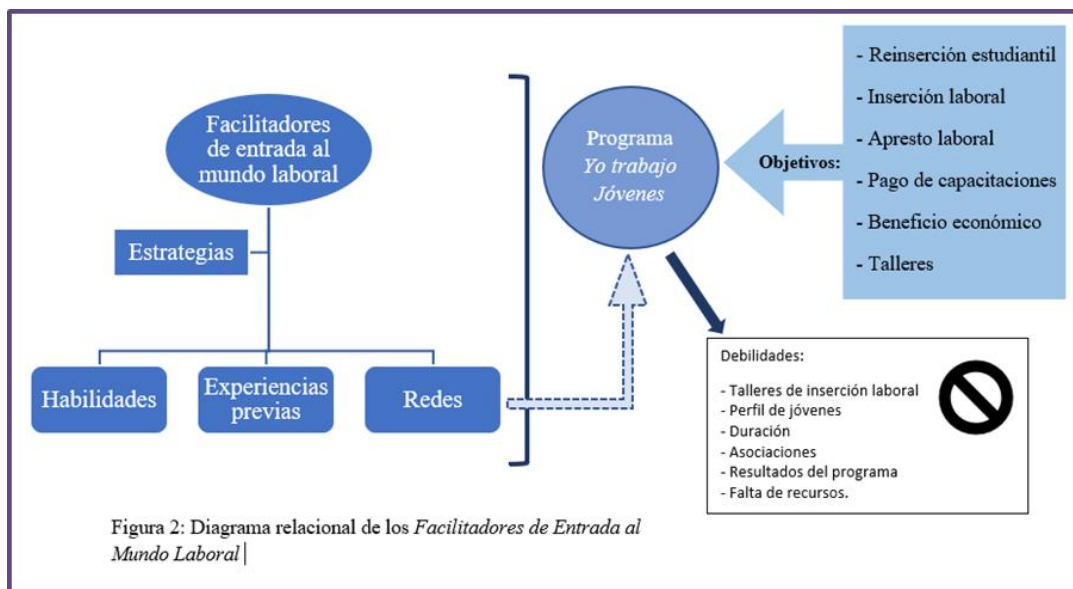 Facilitadores
de entrada al
mundo laboral
Estrategias
Habilidades
Experiencias
previas
Redes
Programa
Yo trabajo
Jóvenes
Objetivos:
- Reinserción estudiantil
- Inserción laboral
- Apresto laboral
- Pago de capacitaciones
- Beneficio económico
- Talleres
Debilidades:
- Talleres de inserción laboral
- Perfil de jóvenes
- Duración
- Asociaciones
- Resultados del programa
- Falta de recursos.
Figura 2: Diagrama relacional de los Facilitadores de Entrada al
Mundo Laboral